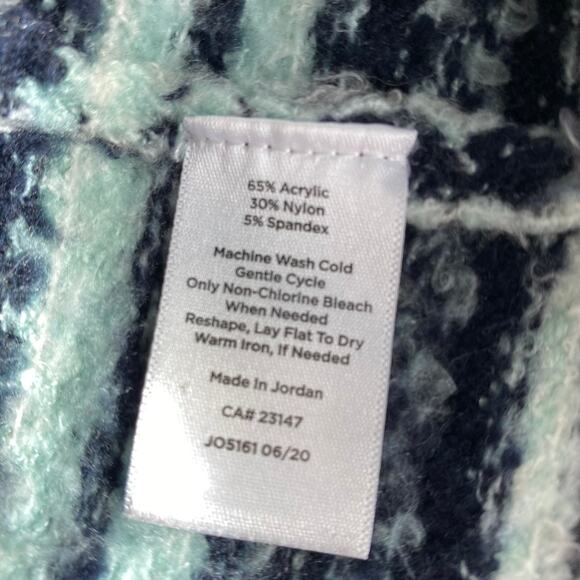 65% Acrylic
30% Nylon
5% Spandex
Machine Wash Cold
Gentle Cycle
Only Non-Chlorine Bleach
When Needed
Reshape, Lay Flat To Dry
Warm Iron, If Needed
Made In Jordan
CA# 23147
JO5161 06/20